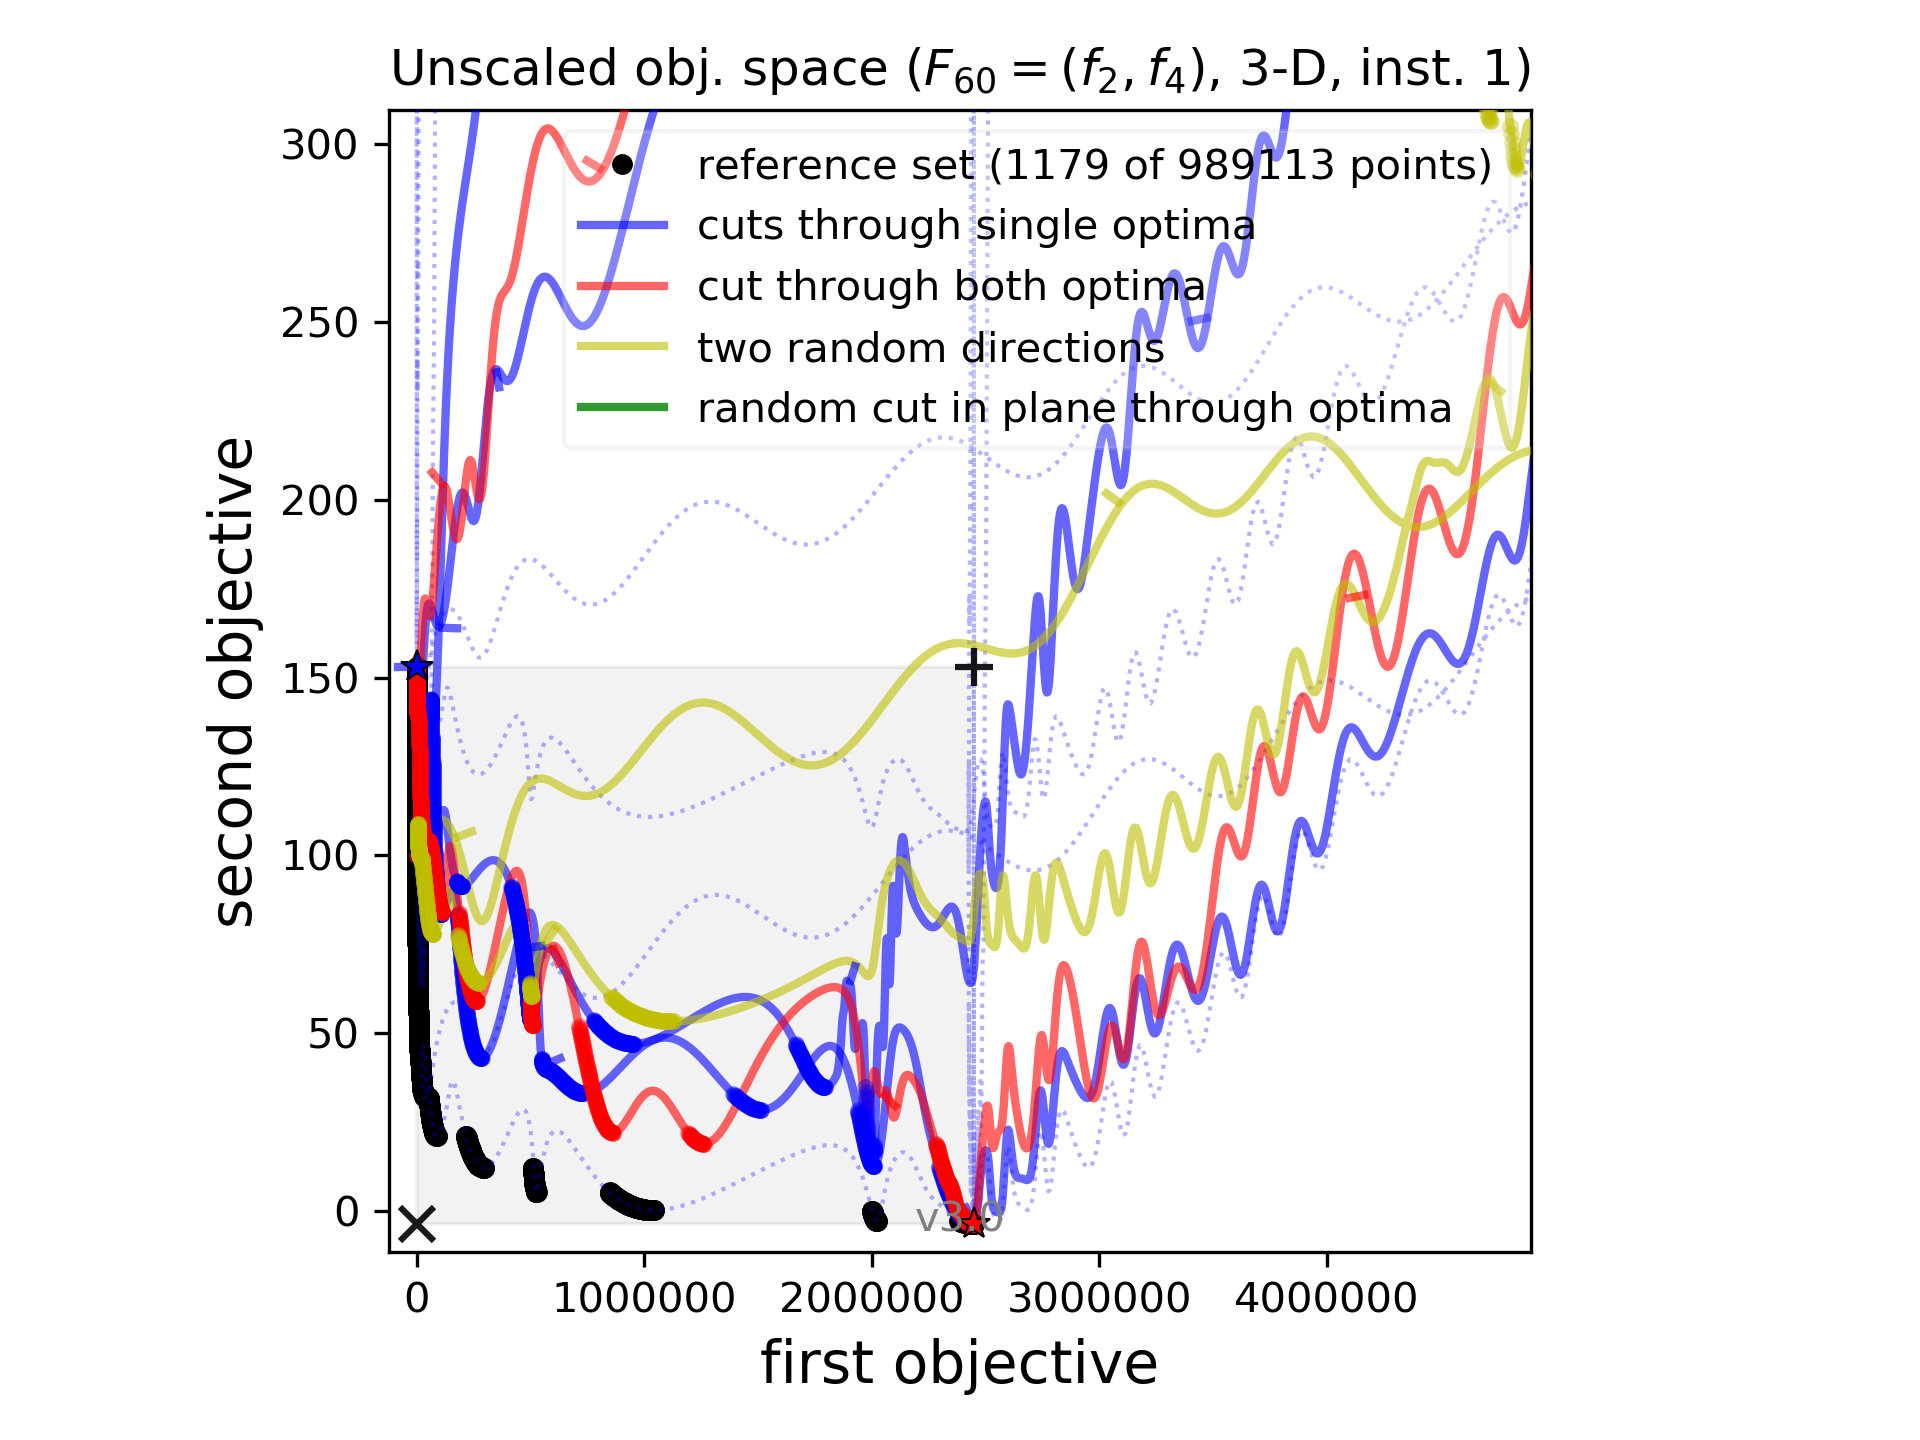 Unscaled obj. space (F60 = (f2, f4), 3-D, inst. 1)
300
250
200
150
100
50
0
second objective
reference set (1179 of 989113 points)
cuts through single optima
cut through both optima
two random directions
random cut in plane through optima
v3.0
0 1000000 2000000 3000000 4000000
first objective